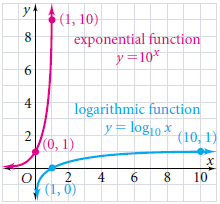 y
(1, 10)
8
exponential function
y = 10ˣ
6
4
logarithmic function
y = log₁₀ x
2
(10, 1)
(0, 1)
x
O
2 4 6 8 10
(1, 0)